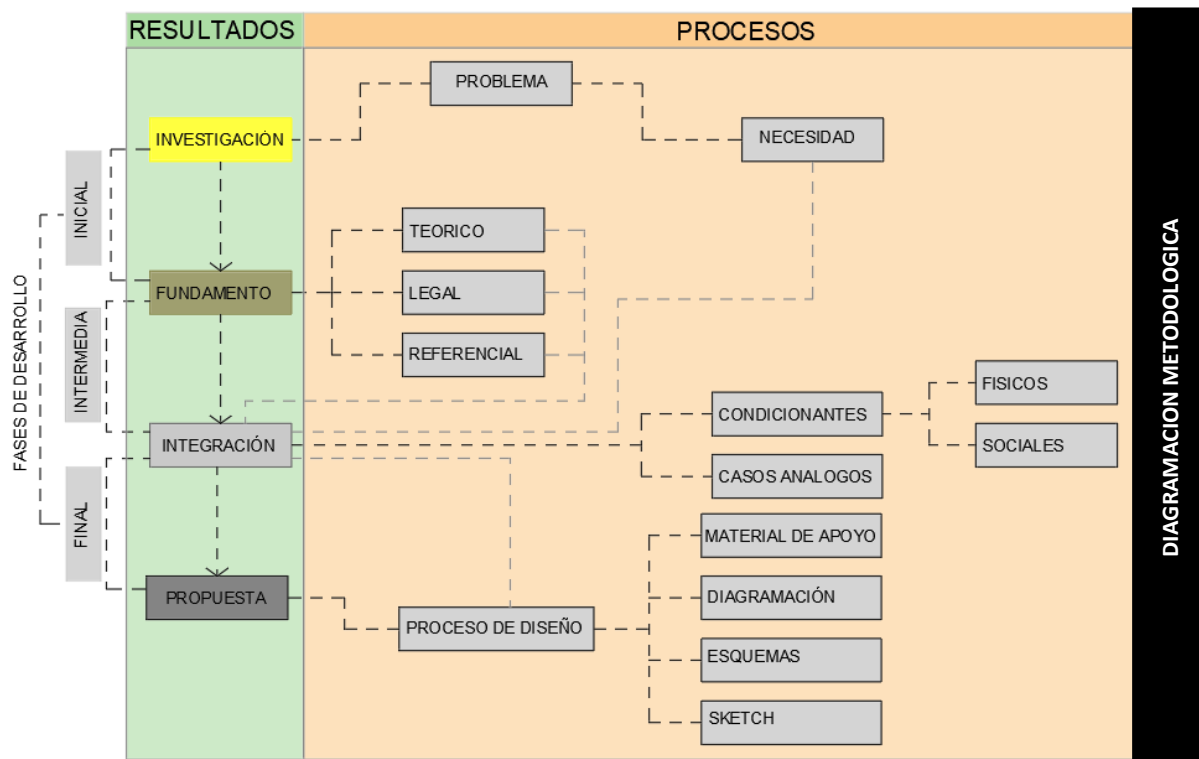 RESULTADOS
PROCESOS
PROBLEMA
INVESTIGACIÓN
NECESIDAD
INICIAL
TEORICO
FUNDAMENTO
LEGAL
REFERENCIAL
INTERMEDIA
FASES DE DESARROLLO
FISICOS
CONDICIONANTES
INTEGRACIÓN
SOCIALES
CASOS ANALOGOS
FINAL
MATERIAL DE APOYO
PROPUESTA
DIAGRAMACIÓN
PROCESO DE DISEÑO
ESQUEMAS
SKETCH
DIAGRAMACION METODOLOGICA